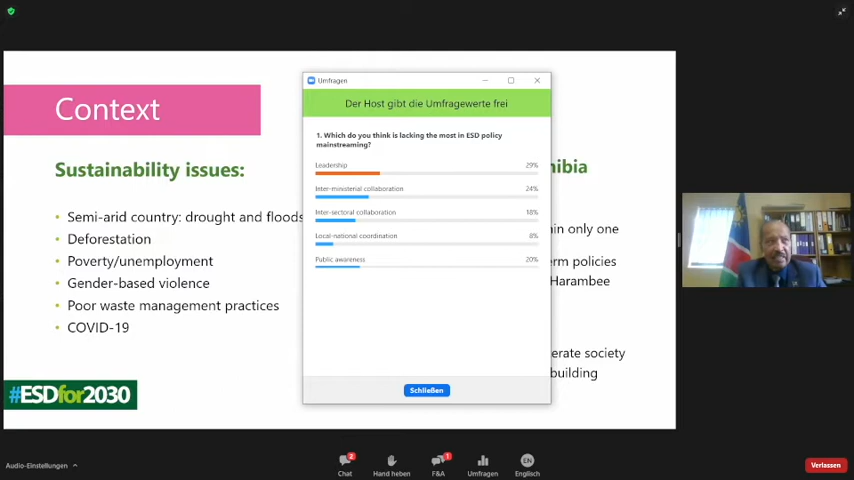 Context
Sustainability issues:
Semi-arid country: drought and floods
Deforestation
Poverty/unemployment
Gender-based violence
Poor waste management practices
COVID-19
#ESDfor2030
Umfragen
Der Host gibt die Umfragewerte frei
1. Which do you think is lacking the most in ESD policy
mainstreaming?
Leadership 29%
Inter-ministerial collaboration 24%
Inter-sectoral collaboration 18%
Local-national coordination 8%
Public awareness 20%
Schließen
ibia
in only one
rm policies
Harambee
erate society
building
Audio-Einstellungen
2
Chat
Hand heben
1
F&A
Umfragen
EN
Englisch
Verlassen